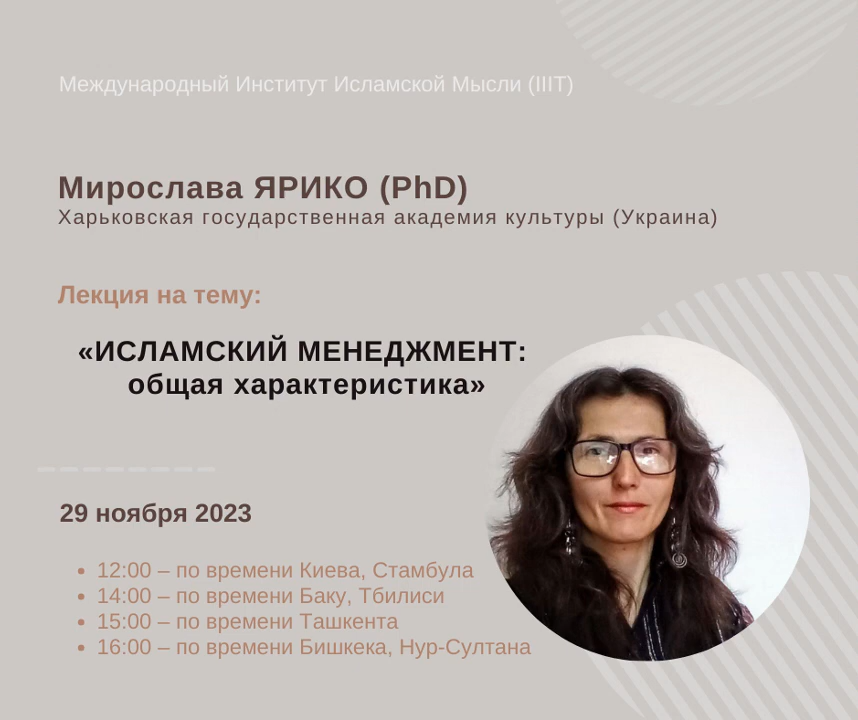 Международный Институт Исламской Мысли (IIIT)
Мирослава ЯРИКО (PhD)
Харьковская государственная академия культуры (Украина)
Лекция на тему:
«ИСЛАМСКИЙ МЕНЕДЖМЕНТ:
общая характеристика»
29 ноября 2023
• 12:00 – по времени Киева, Стамбула
• 14:00 – по времени Баку, Тбилиси
• 15:00 – по времени Ташкента
• 16:00 – по времени Бишкека, Нур-Султана